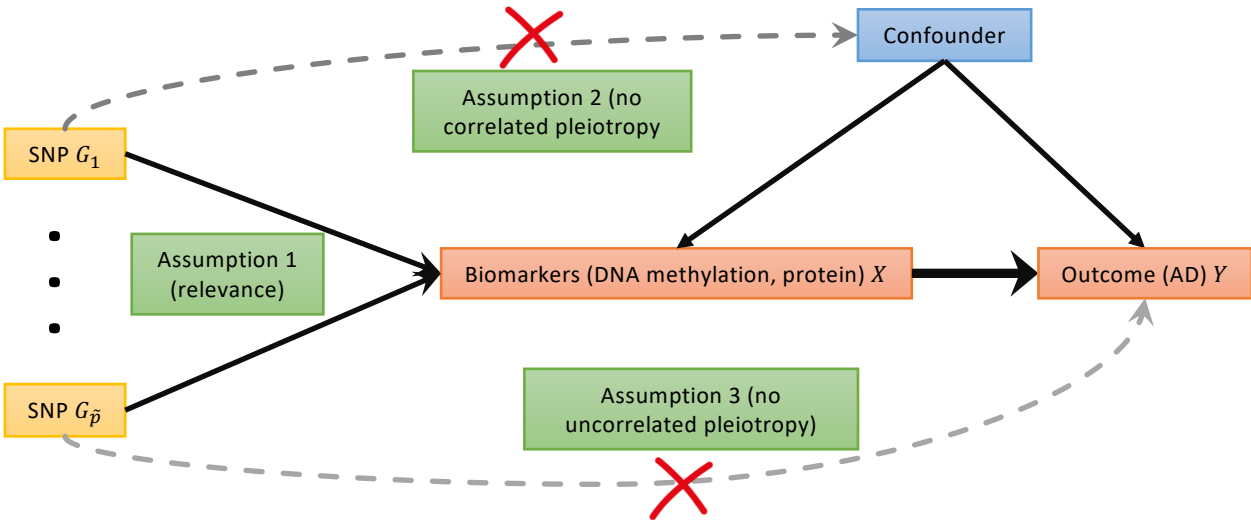 Confounder
Assumption 2 (no
correlated pleiotropy
SNP G₁
Assumption 1
(relevance)
Biomarkers (DNA methylation, protein) X
Outcome (AD) Y
SNP G_p̃
Assumption 3 (no
uncorrelated pleiotropy)